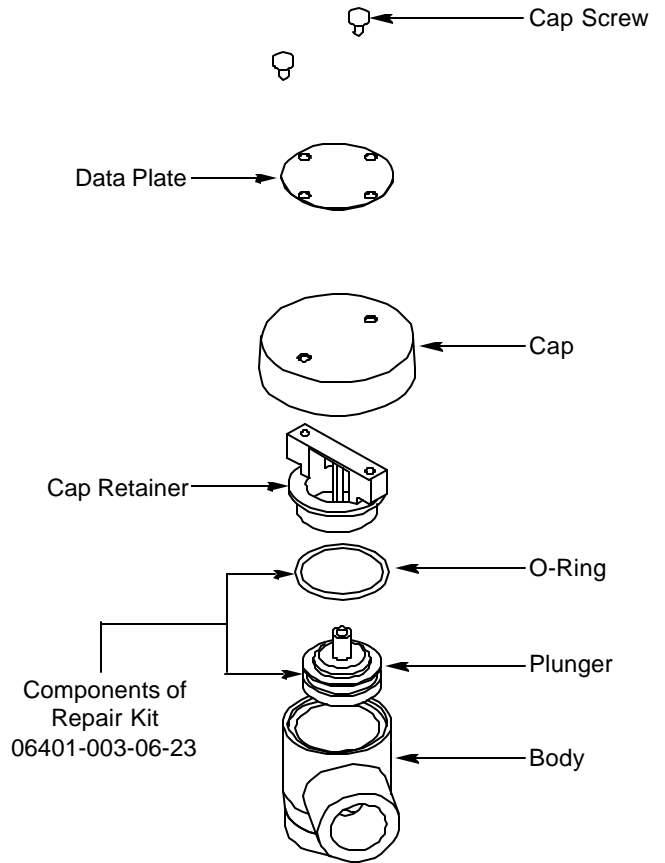 Cap Screw
Data Plate
Cap
Cap Retainer
O-Ring
Plunger
Components of
Repair Kit
06401-003-06-23
Body